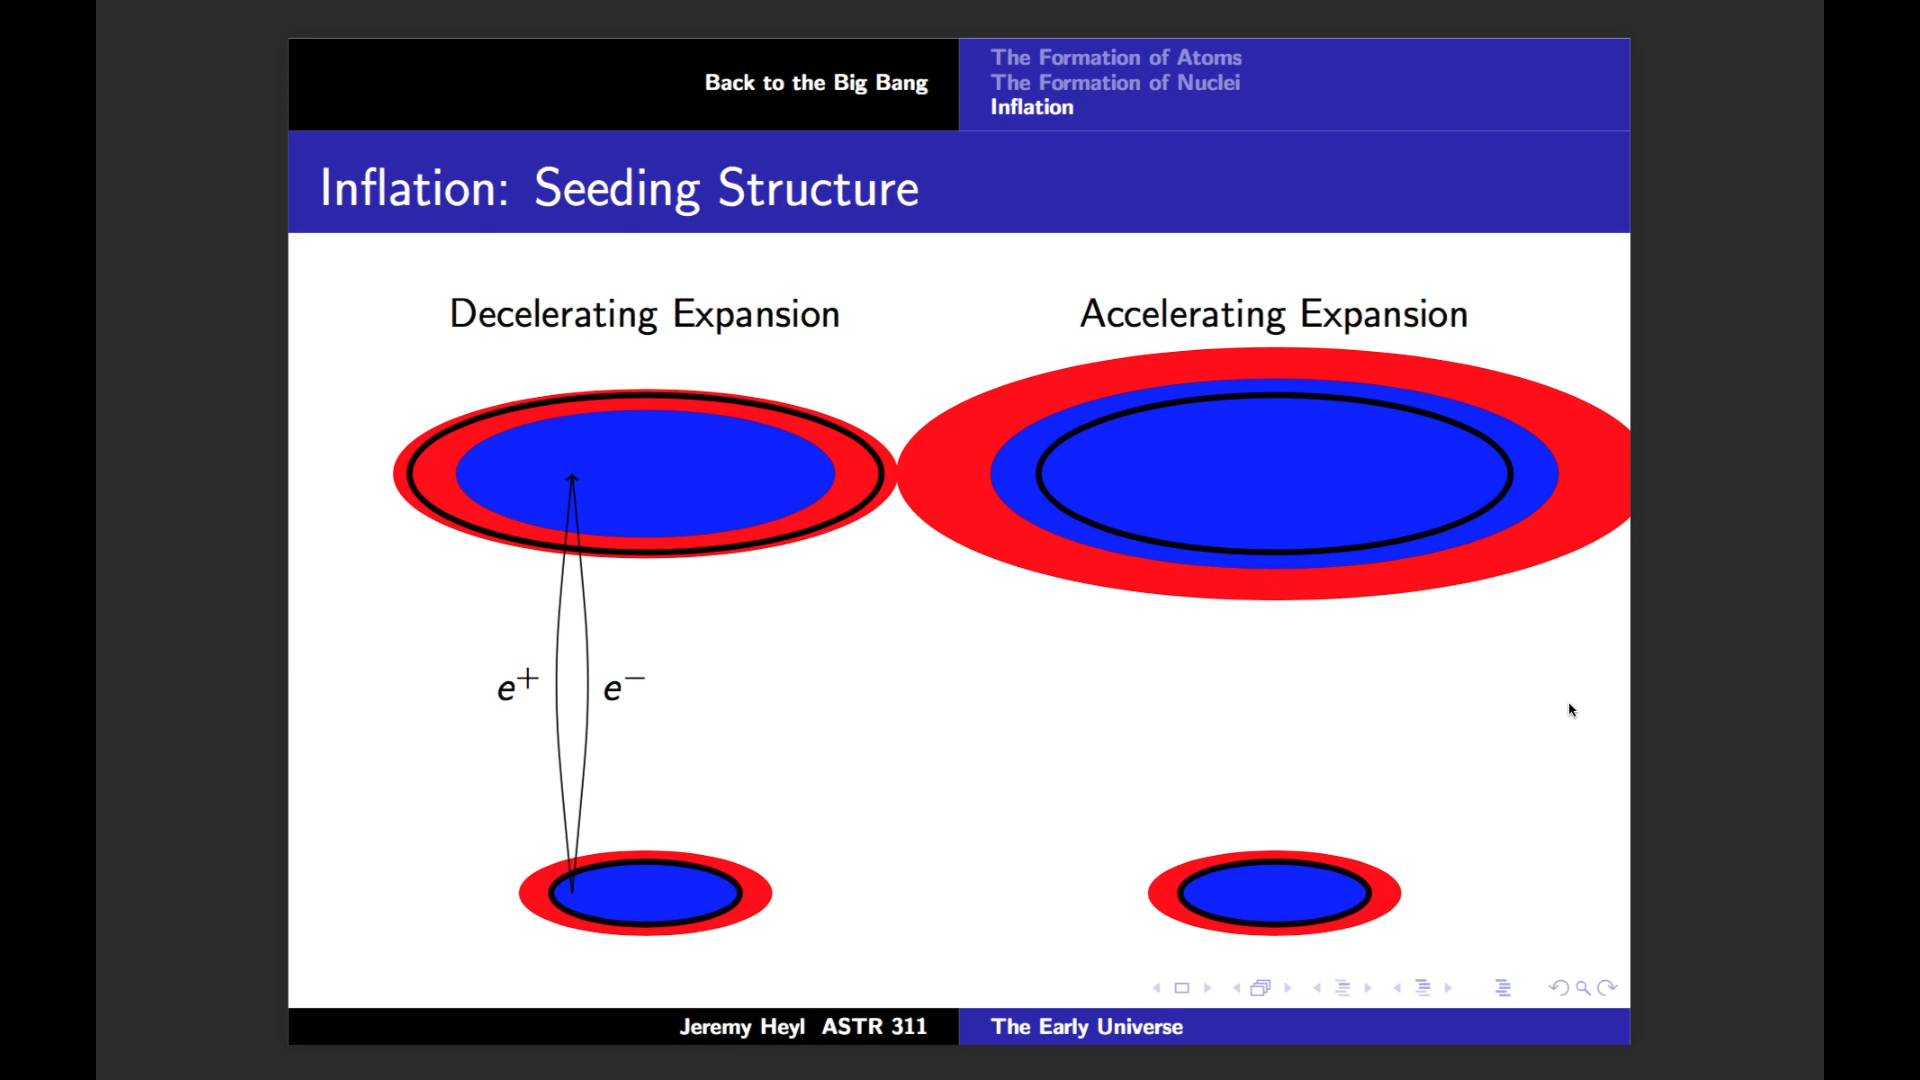 Back to the Big Bang
The Formation of Atoms
The Formation of Nuclei
Inflation
Inflation: Seeding Structure
Decelerating Expansion
Accelerating Expansion
e+
e−
Jeremy Heyl ASTR 311
The Early Universe